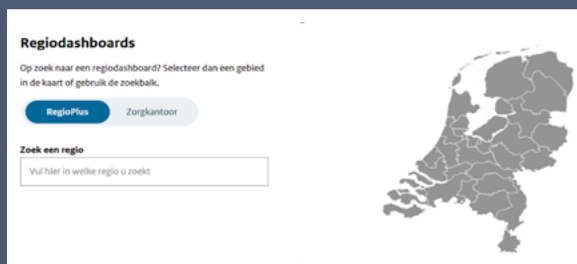 Regiodashboards
Op zoek naar een regiodashboard? Selecteer dan een gebied
in de kaart of gebruik de zoekbalk.
RegioPlus Zorgkantoor
Zoek een regio
Vul hier in welke regio u zoekt